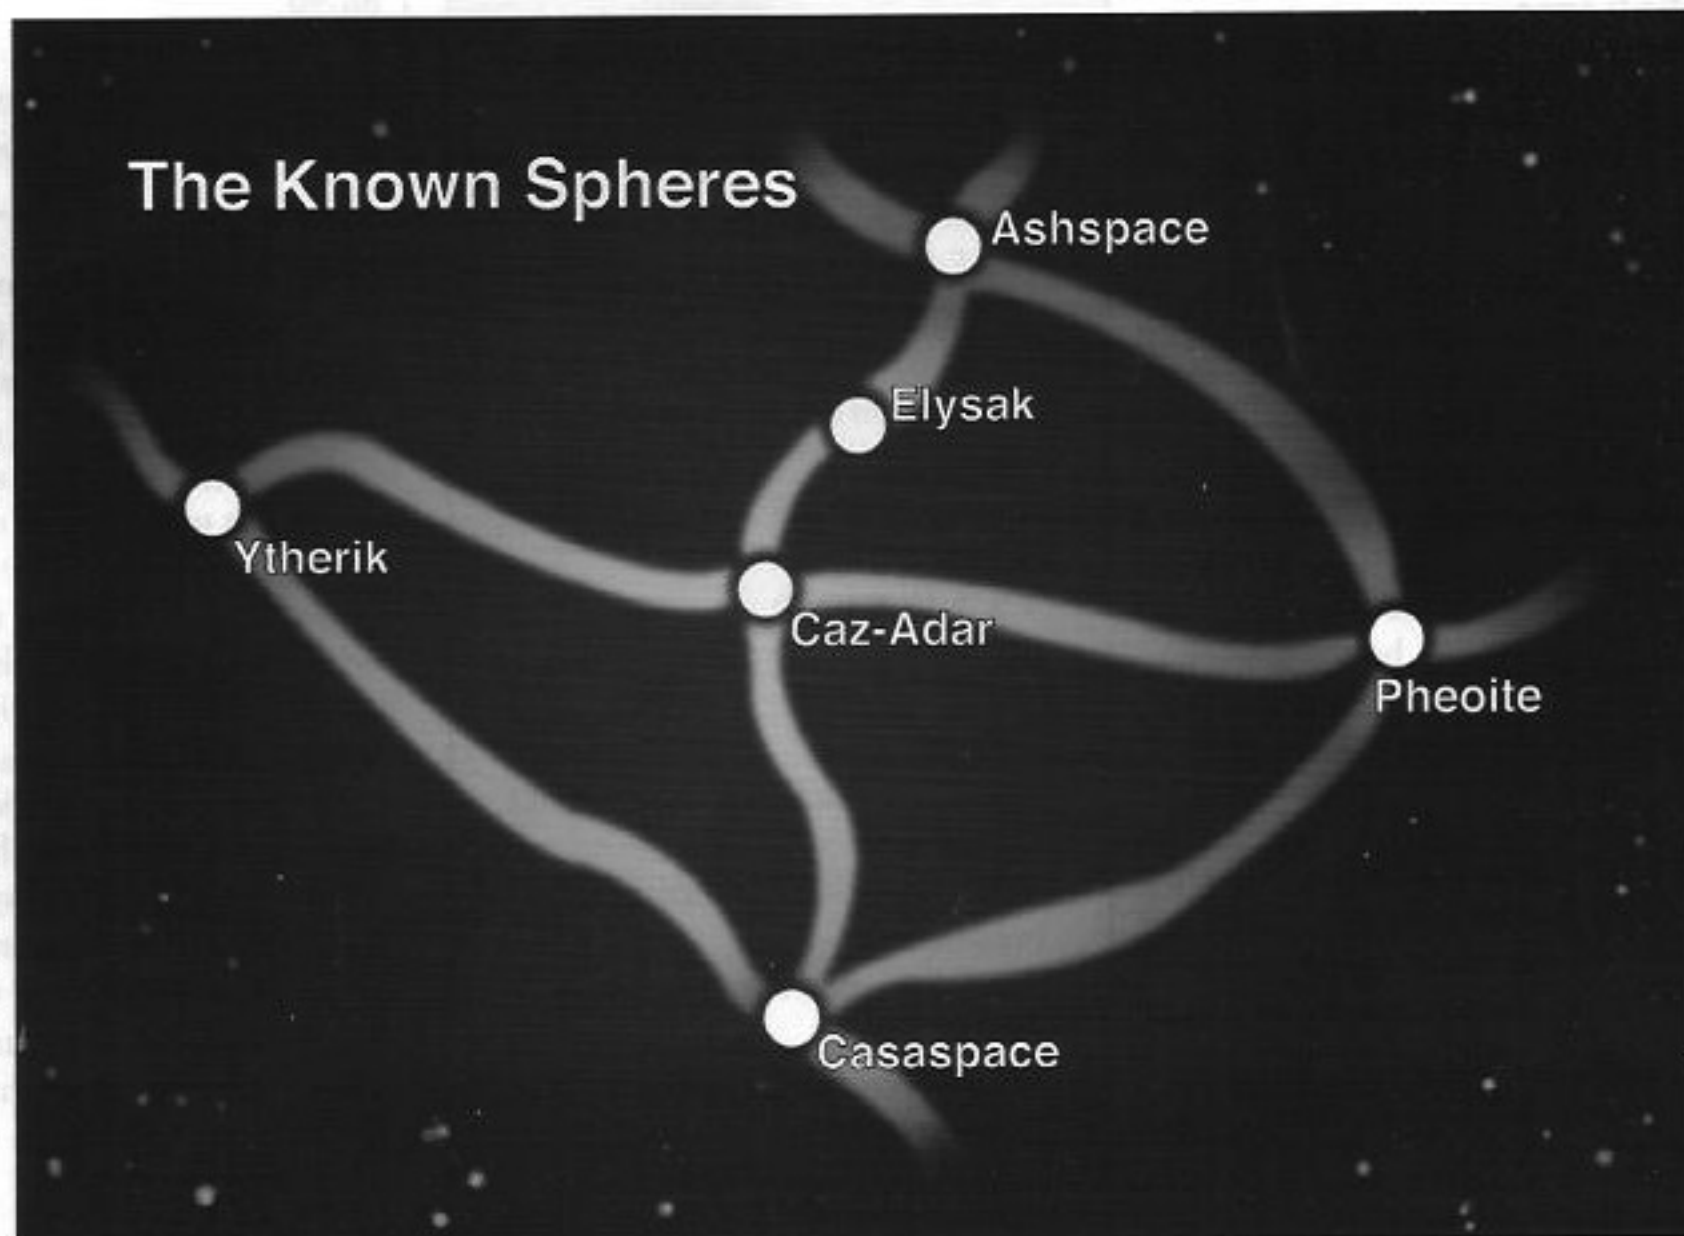 The Known Spheres
Ashspace
Elysak
Ytherik
Caz-Adar
Pheoite
Casaspace